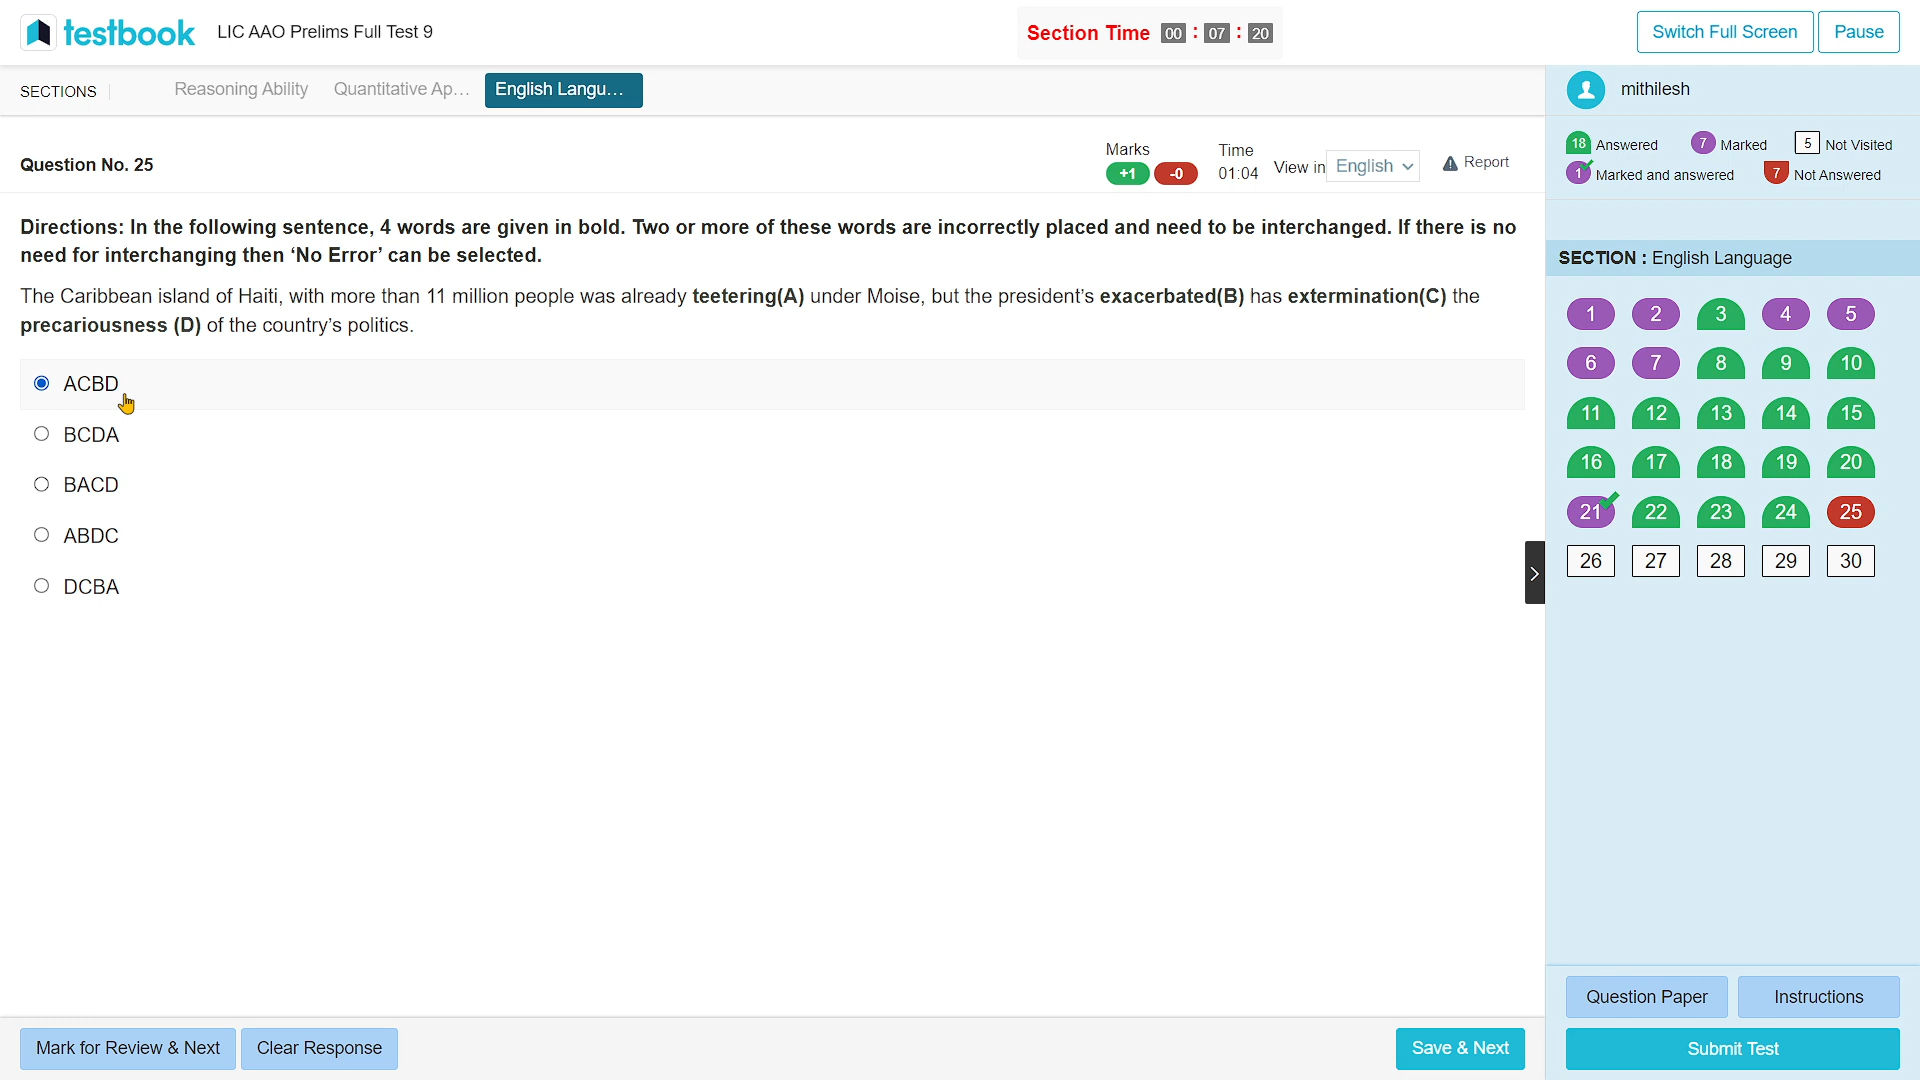 testbook LIC AAO Prelims Full Test 9 Section Time 00 : 07 : 20 Switch Full Screen Pause
SECTIONS Reasoning Ability Quantitative Ap... English Langu... mithilesh
18 Answered 7 Marked 5 Not Visited
1 Marked and answered 7 Not Answered
Question No. 25 Marks +1 -0 Time 01:04 View in English Report
Directions: In the following sentence, 4 words are given in bold. Two or more of these words are incorrectly placed and need to be interchanged. If there is no
need for interchanging then ‘No Error’ can be selected.
The Caribbean island of Haiti, with more than 11 million people was already teetering(A) under Moise, but the president's exacerbated(B) has extermination(C) the
precariousness (D) of the country's politics.
ACBD
BCDA
BACD
ABDC
DCBA
SECTION : English Language
1 2 3 4 5
6 7 8 9 10
11 12 13 14 15
16 17 18 19 20
21 22 23 24 25
26 27 28 29 30
Question Paper Instructions
Mark for Review & Next Clear Response Save & Next Submit Test